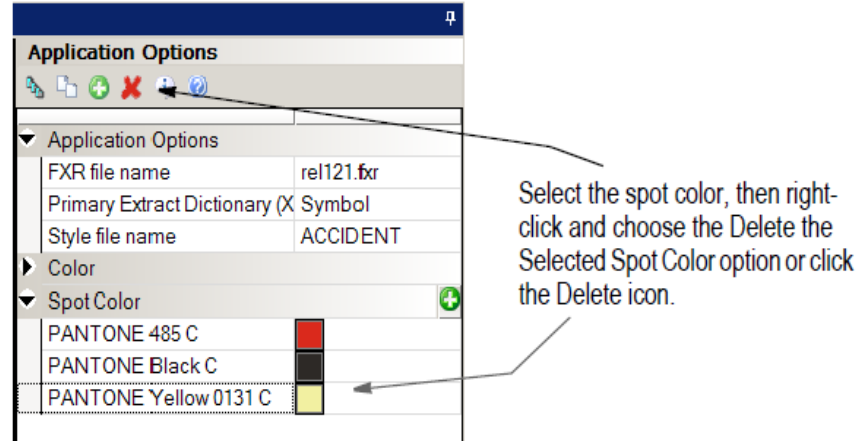 Application Options
Application Options
FXR file name rel121.fxr
Primary Extract Dictionary (X Symbol
Style file name ACCIDENT
Color
Spot Color
PANTONE 485 C
PANTONE Black C
PANTONE Yellow 0131 C
Select the spot color, then right-
click and choose the Delete the
Selected Spot Color option or click
the Delete icon.